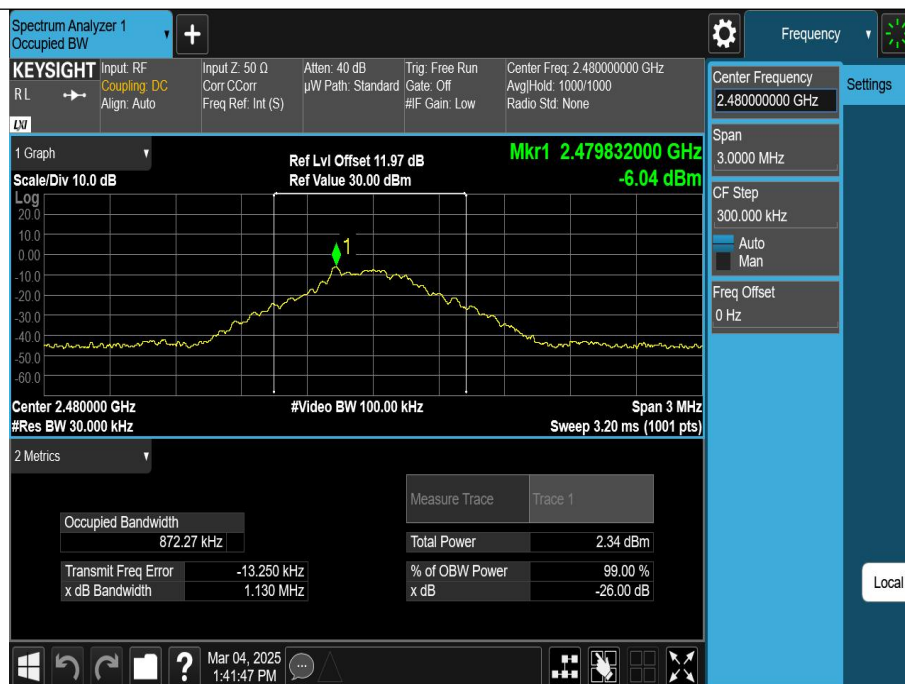 Spectrum Analyzer 1
Occupied BW
Frequency
KEYSIGHT
RL
LXI
Input: RF
Coupling: DC
Align: Auto
Input Z: 50 Ω
Corr CCorr
Freq Ref: Int (S)
Atten: 40 dB
µW Path: Standard
Trig: Free Run
Gate: Off
#IF Gain: Low
Center Freq: 2.480000000 GHz
Avg|Hold: 1000/1000
Radio Std: None
Center Frequency
2.480000000 GHz
Settings
Span
3.0000 MHz
CF Step
300.000 kHz
Auto
Man
Freq Offset
0 Hz
Local
1 Graph
Scale/Div 10.0 dB
Ref Lvl Offset 11.97 dB
Ref Value 30.00 dBm
Mkr1 2.479832000 GHz
-6.04 dBm
Log
20.0
10.0
0.00
-10.0
-20.0
-30.0
-40.0
-50.0
-60.0
1
Center 2.480000 GHz
#Res BW 30.000 kHz
#Video BW 100.00 kHz
Span 3 MHz
Sweep 3.20 ms (1001 pts)
2 Metrics
Measure Trace Trace 1
Occupied Bandwidth
872.27 kHz
Total Power 2.34 dBm
Transmit Freq Error -13.250 kHz
% of OBW Power 99.00 %
x dB Bandwidth 1.130 MHz
x dB -26.00 dB
?
Mar 04, 2025
1:41:47 PM